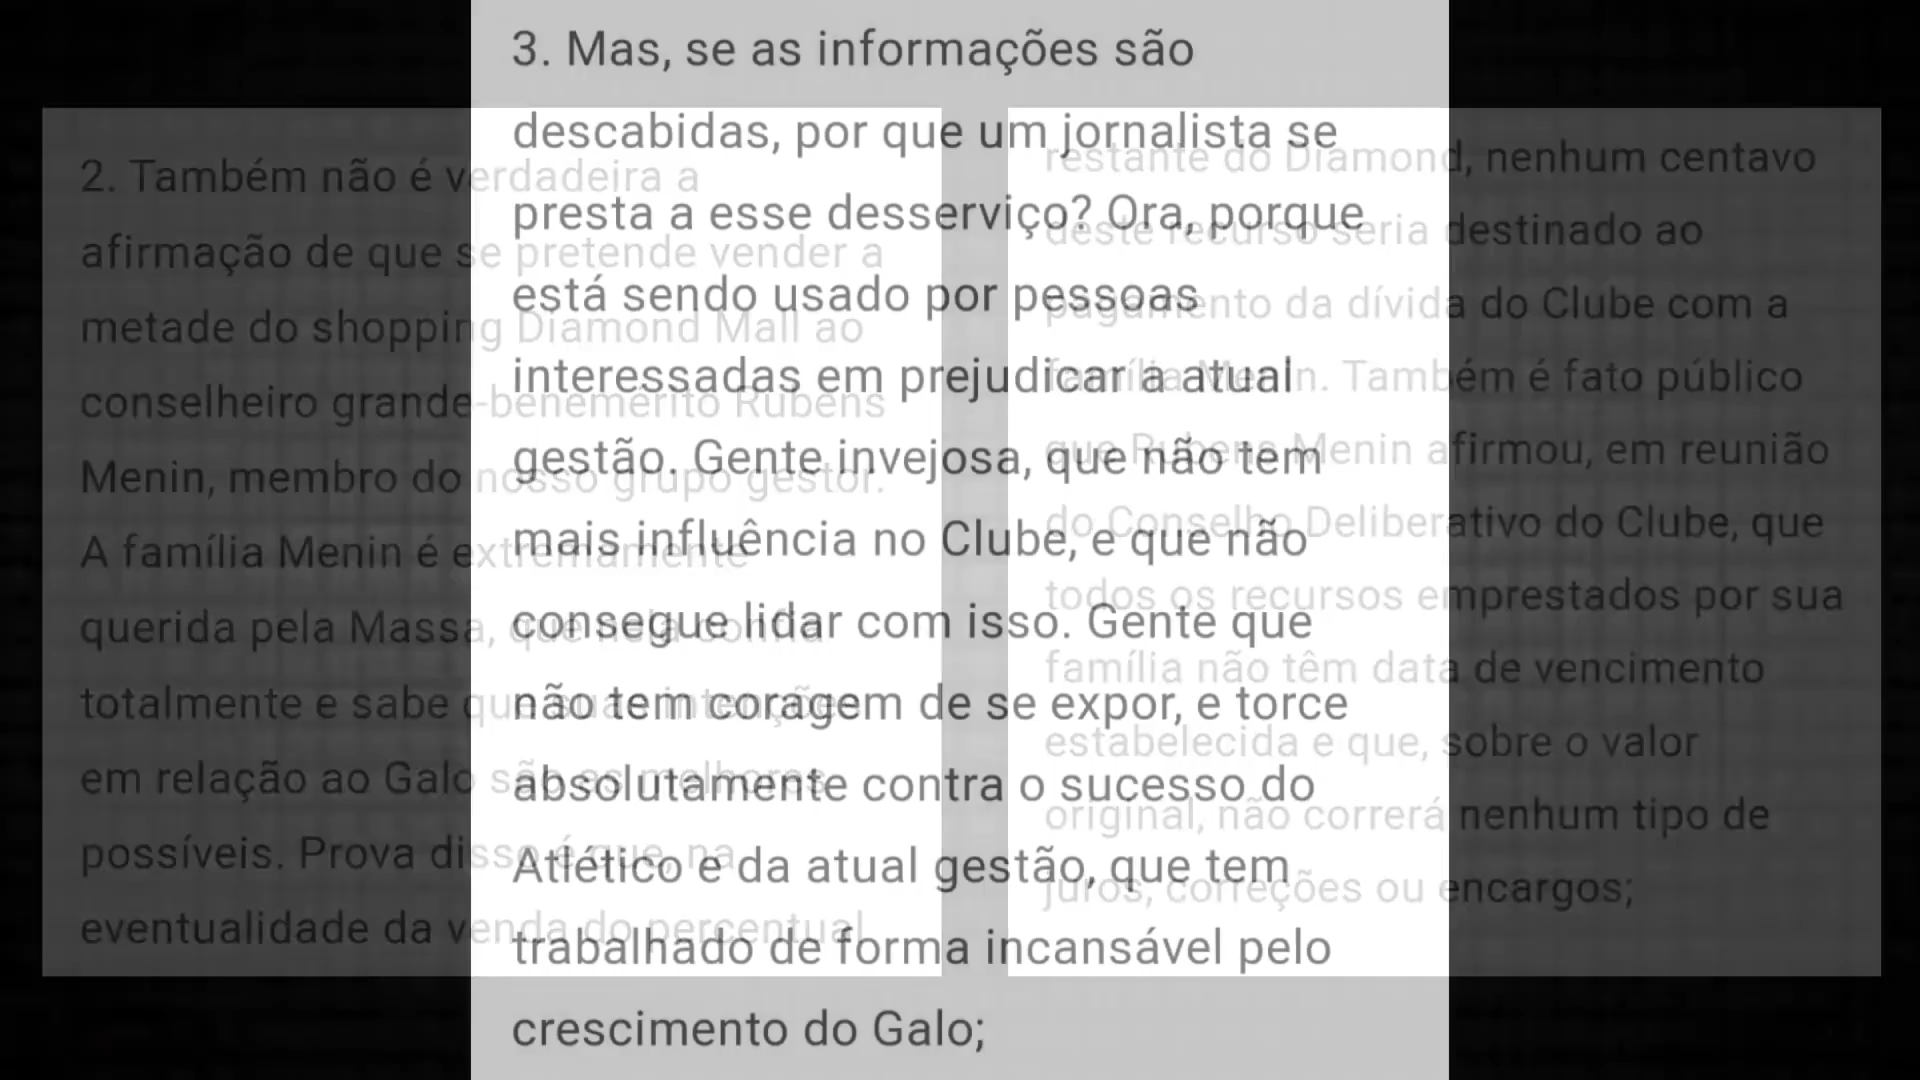 2. Também não é verdadeira a
afirmação de que se pretende vender a
metade do shopping Diamond Mall ao
conselheiro grande-benemérito Rubens
Menin, membro do nosso grupo gestor.
A família Menin é extremamente
querida pela Massa, que nela confia
totalmente e sabe que suas intenções
em relação ao Galo são as melhores
possíveis. Prova disso é que, na
eventualidade da venda do percentual
restante do Diamond, nenhum centavo
deste recurso seria destinado ao
pagamento da dívida do Clube com a
família Menin. Também é fato público
que Rubens Menin afirmou, em reunião
do Conselho Deliberativo do Clube, que
todos os recursos emprestados por sua
família não têm data de vencimento
estabelecida e que, sobre o valor
original, não correrá nenhum tipo de
juros, correções ou encargos;
3. Mas, se as informações são
descabidas, por que um jornalista se
presta a esse desserviço? Ora, porque
está sendo usado por pessoas
interessadas em prejudicar a atual
gestão. Gente invejosa, que não tem
mais influência no Clube, e que não
consegue lidar com isso. Gente que
não tem coragem de se expor, e torce
absolutamente contra o sucesso do
Atlético e da atual gestão, que tem
trabalhado de forma incansável pelo
crescimento do Galo;